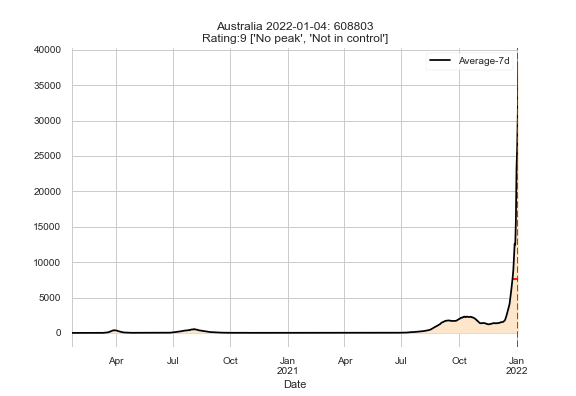 Australia 2022-01-04: 608803
Rating:9 ['No peak', 'Not in control']
Average-7d
40000
35000
30000
25000
20000
15000
10000
5000
0
Apr Jul Oct Jan Apr Jul Oct Jan
2021 2022
Date